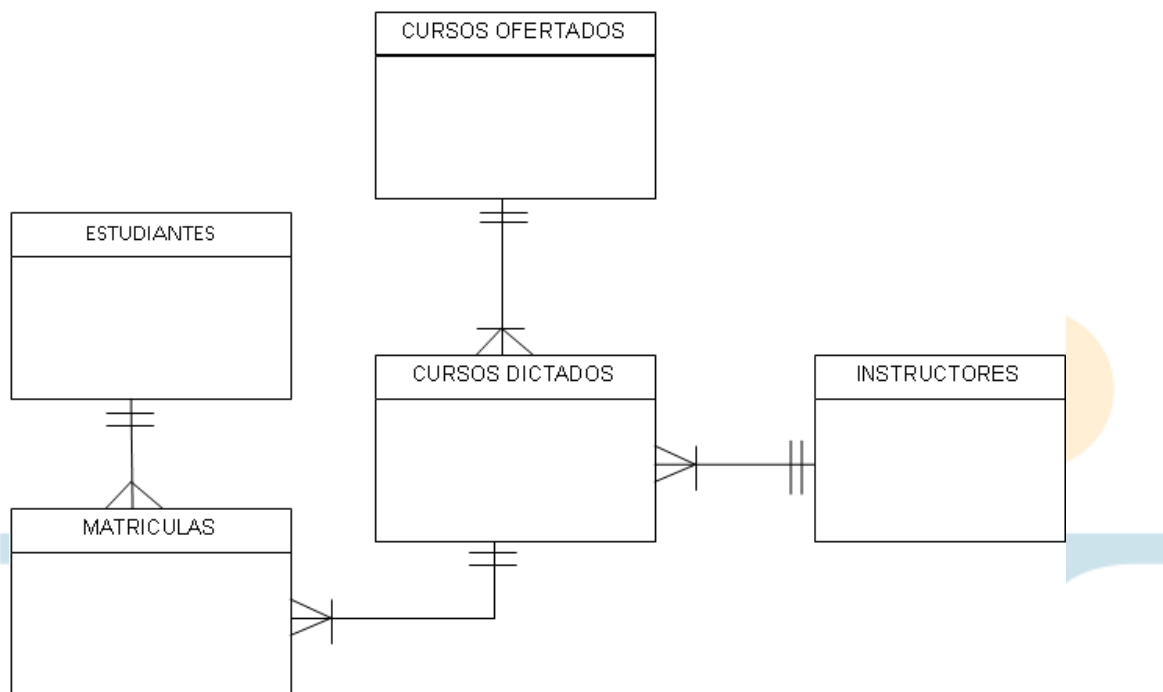 CURSOS OFERTADOS
ESTUDIANTES
CURSOS DICTADOS
INSTRUCTORES
MATRICULAS